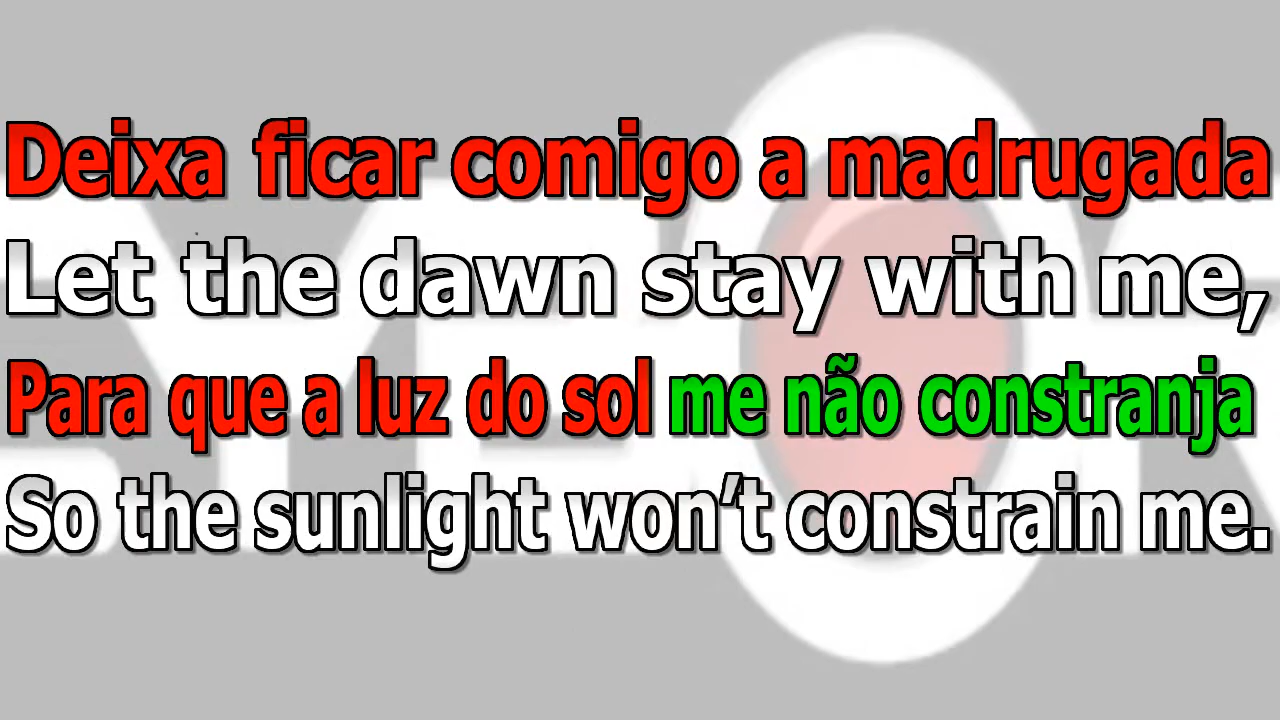 Deixa ficar comigo a madrugada
Let the dawn stay with me,
Para que a luz do sol me não constranja
So the sunlight won’t constrain me.